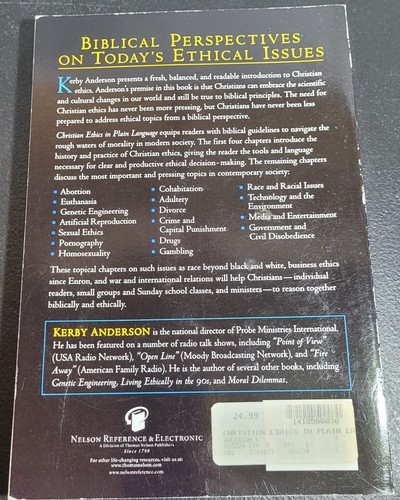 BIBLICAL PERSPECTIVES
ON TODAY'S ETHICAL ISSUES
Kerby Anderson presents a fresh, balanced, and readable introduction to Christian
ethics. Anderson's premise in this book is that Christians can embrace the scientific
and cultural changes in our world and still be true to biblical principles. The need for
Christian ethics has never been more pressing, but Christians have never been less
prepared to address ethical topics from a biblical perspective.
Christian Ethics in Plain Language equips readers with biblical guidelines to navigate the
rough waters of morality in modern society. The first four chapters introduce the
history and practice of Christian ethics, giving the reader the tools and language
necessary for clear and productive ethical decision-making. The remaining chapters
discuss the most important and pressing topics in contemporary society:
• Abortion
• Euthanasia
• Genetic Engineering
• Artificial Reproduction
• Sexual Ethics
• Pornography
• Homosexuality
• Cohabitation
• Adultery
• Divorce
• Crime and
Capital Punishment
• Drugs
• Gambling
• Race and Racial Issues
• Technology and the
Environment
• Media and Entertainment
• Government and
Civil Disobedience
These topical chapters on such issues as race beyond black and white, business ethics
since Enron, and war and international relations will help Christians—individual
readers, small groups and Sunday school classes, and ministers—to reason together
biblically and ethically.
KERBY ANDERSON is the national director of Probe Ministries International.
He has been featured on a number of radio talk shows, including "Point of View"
(USA Radio Network), "Open Line" (Moody Broadcasting Network), and "Fire
Away" (American Family Radio). He is the author of several other books, including
Genetic Engineering, Living Ethically in the 90s, and Moral Dilemmas.
NELSON REFERENCE & ELECTRONIC
A Division of Thomas Nelson Publishers
Since 1798
For other life-changing resources, visit us at:
www.thomasnelson.com
www.nelsonreference.com
24.99
CHRISTIAN ETHICS IN PLAIN LA